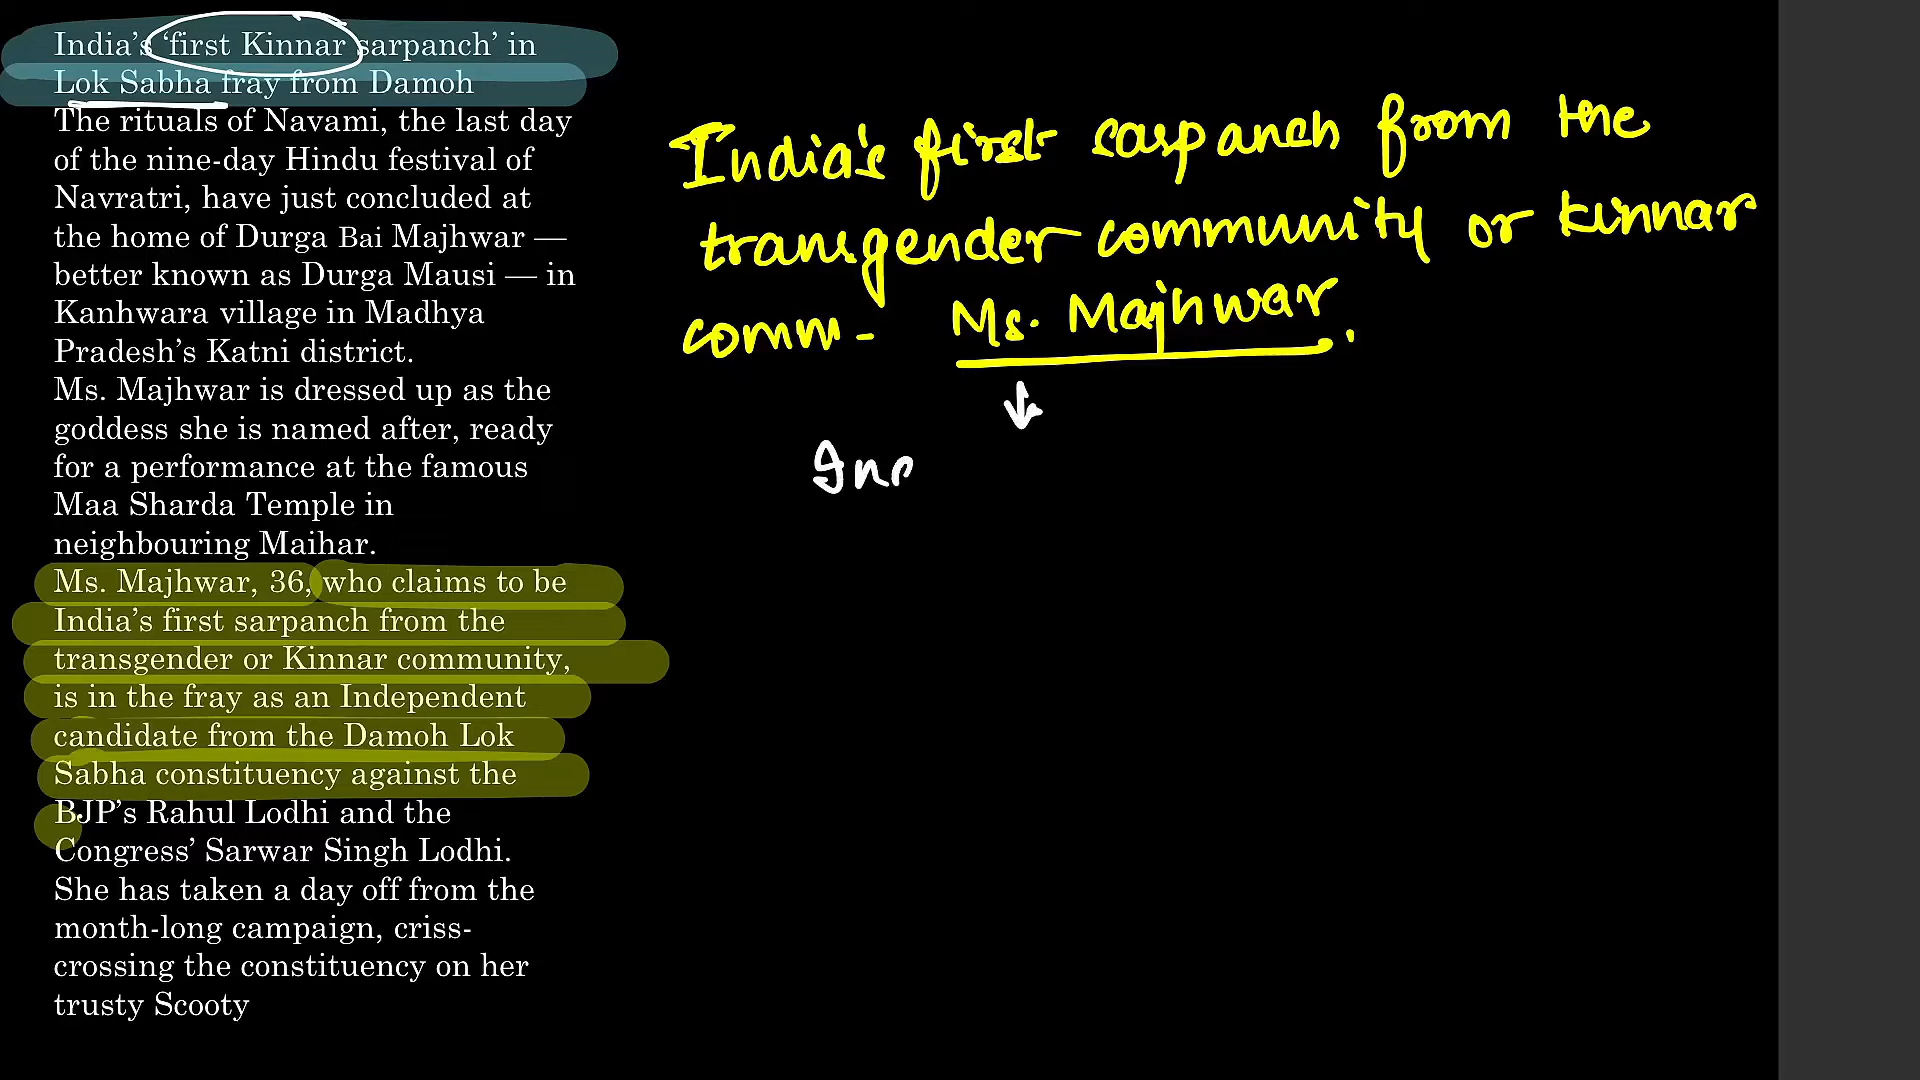 India’s ‘first Kinnar sarpanch’ in
Lok Sabha fray from Damoh
The rituals of Navami, the last day
of the nine-day Hindu festival of
Navratri, have just concluded at
the home of Durga Bai Majhwar —
better known as Durga Mausi — in
Kanhwara village in Madhya
Pradesh’s Katni district.
Ms. Majhwar is dressed up as the
goddess she is named after, ready
for a performance at the famous
Maa Sharda Temple in
neighbouring Maihar.
Ms. Majhwar, 36, who claims to be
India’s first sarpanch from the
transgender or Kinnar community,
is in the fray as an Independent
candidate from the Damoh Lok
Sabha constituency against the
BJP’s Rahul Lodhi and the
Congress’ Sarwar Singh Lodhi.
She has taken a day off from the
month-long campaign, criss-
crossing the constituency on her
trusty Scooty
India's first sarpanch from the
transgender community or kinnar
comm- Ms. Majhwar.